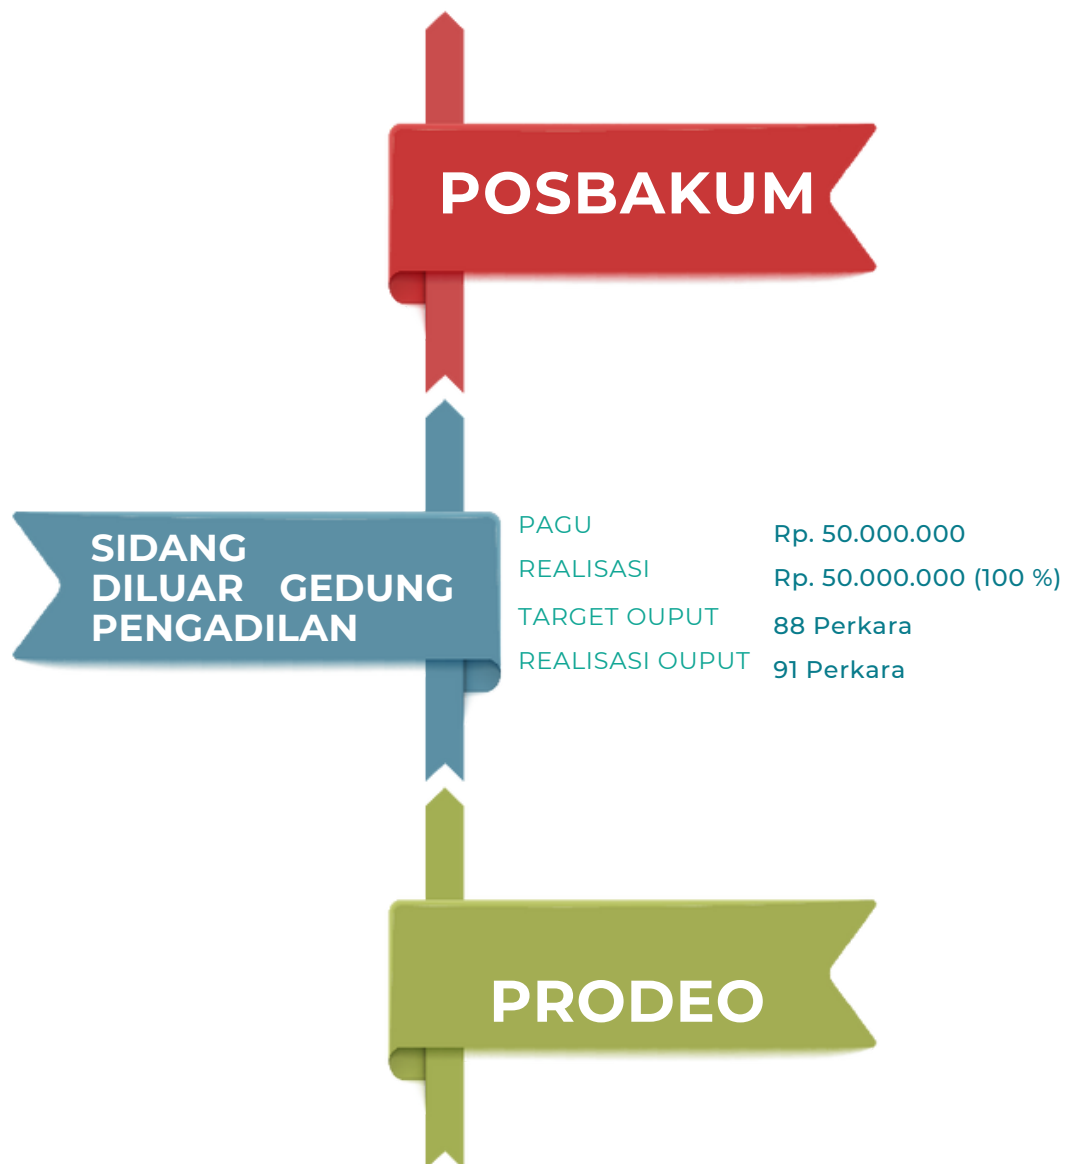 POSBAKUM
SIDANG
DILUAR GEDUNG
PENGADILAN
PAGU
Rp. 50.000.000
REALISASI
Rp. 50.000.000 (100 %)
TARGET OUPUT
88 Perkara
REALISASI OUPUT
91 Perkara
PRODEO